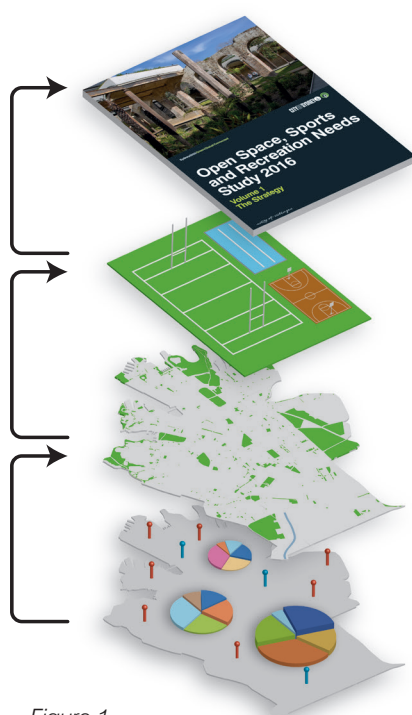 Open Space, Sports
and Recreation Needs
Study 2016
Volume 1
The Strategy
Figure 1